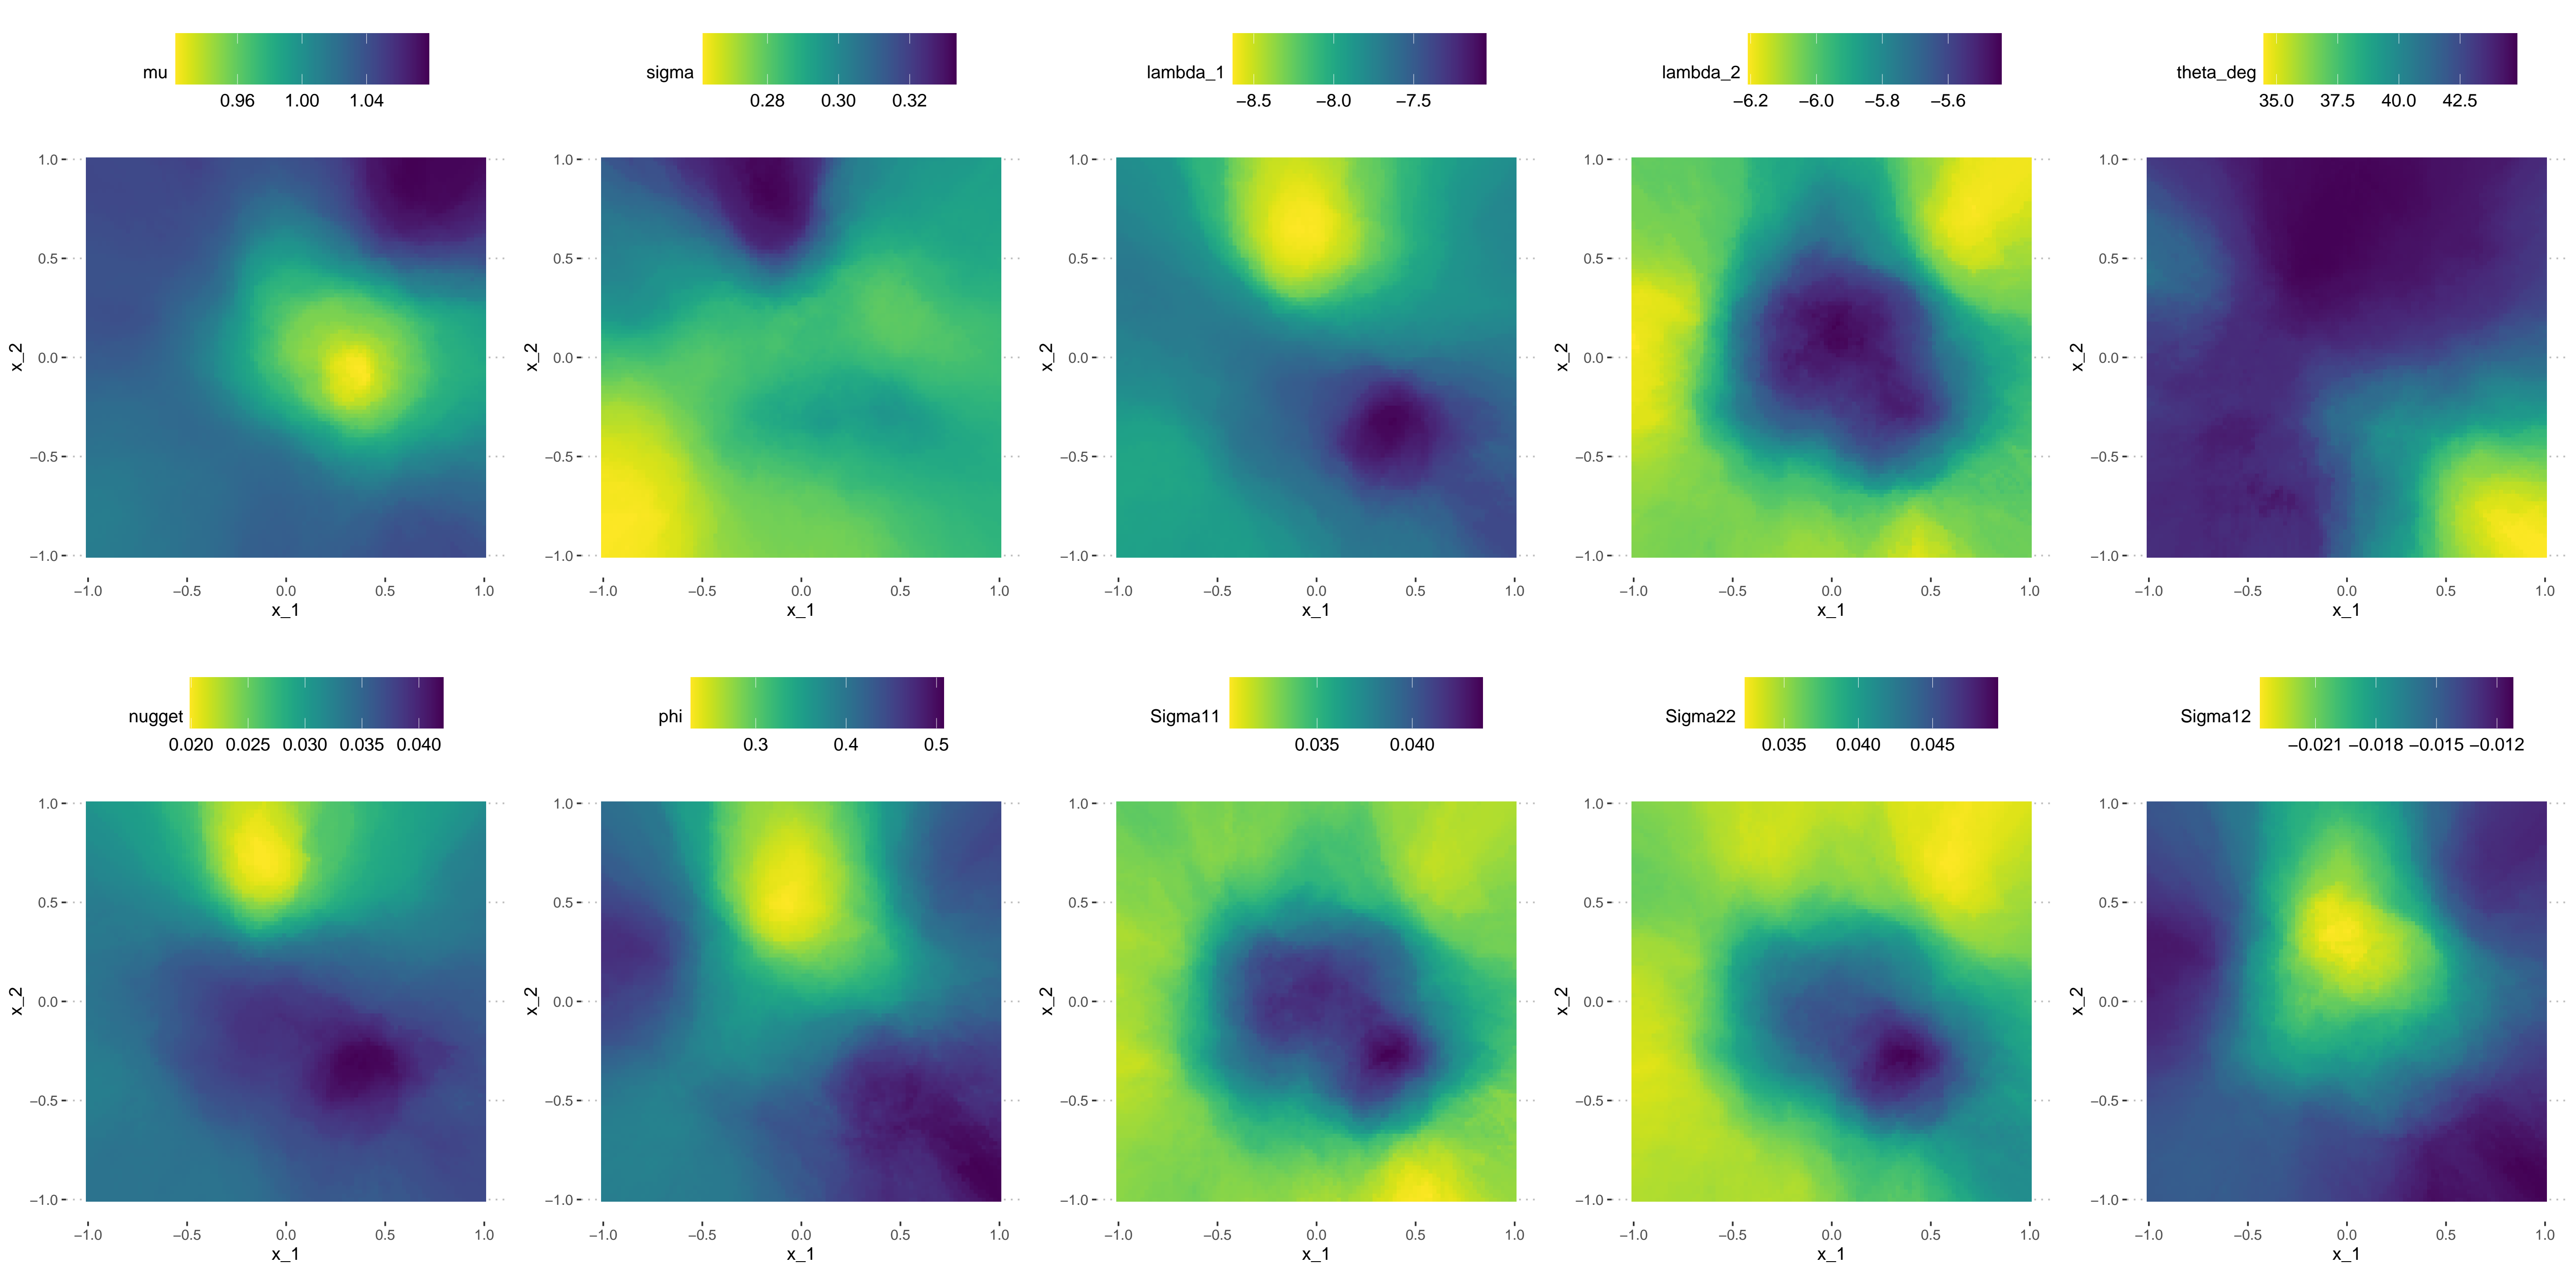 mu 0.96 1.00 1.04
sigma 0.28 0.30 0.32
lambda_1 −8.5 −8.0 −7.5
lambda_2 −6.2 −6.0 −5.8 −5.6
theta_deg 35.0 37.5 40.0 42.5
x_2 1.0 0.5 0.0 −0.5 −1.0
−1.0 −0.5 0.0 0.5 1.0
x_1
x_2 1.0 0.5 0.0 −0.5 −1.0
−1.0 −0.5 0.0 0.5 1.0
x_1
x_2 1.0 0.5 0.0 −0.5 −1.0
−1.0 −0.5 0.0 0.5 1.0
x_1
x_2 1.0 0.5 0.0 −0.5 −1.0
−1.0 −0.5 0.0 0.5 1.0
x_1
x_2 1.0 0.5 0.0 −0.5 −1.0
−1.0 −0.5 0.0 0.5 1.0
x_1
nugget 0.020 0.025 0.030 0.035 0.040
phi 0.3 0.4 0.5
Sigma11 0.035 0.040
Sigma22 0.035 0.040 0.045
Sigma12 −0.021 −0.018 −0.015 −0.012
x_2 1.0 0.5 0.0 −0.5 −1.0
−1.0 −0.5 0.0 0.5 1.0
x_1
x_2 1.0 0.5 0.0 −0.5 −1.0
−1.0 −0.5 0.0 0.5 1.0
x_1
x_2 1.0 0.5 0.0 −0.5 −1.0
−1.0 −0.5 0.0 0.5 1.0
x_1
x_2 1.0 0.5 0.0 −0.5 −1.0
−1.0 −0.5 0.0 0.5 1.0
x_1
x_2 1.0 0.5 0.0 −0.5 −1.0
−1.0 −0.5 0.0 0.5 1.0
x_1